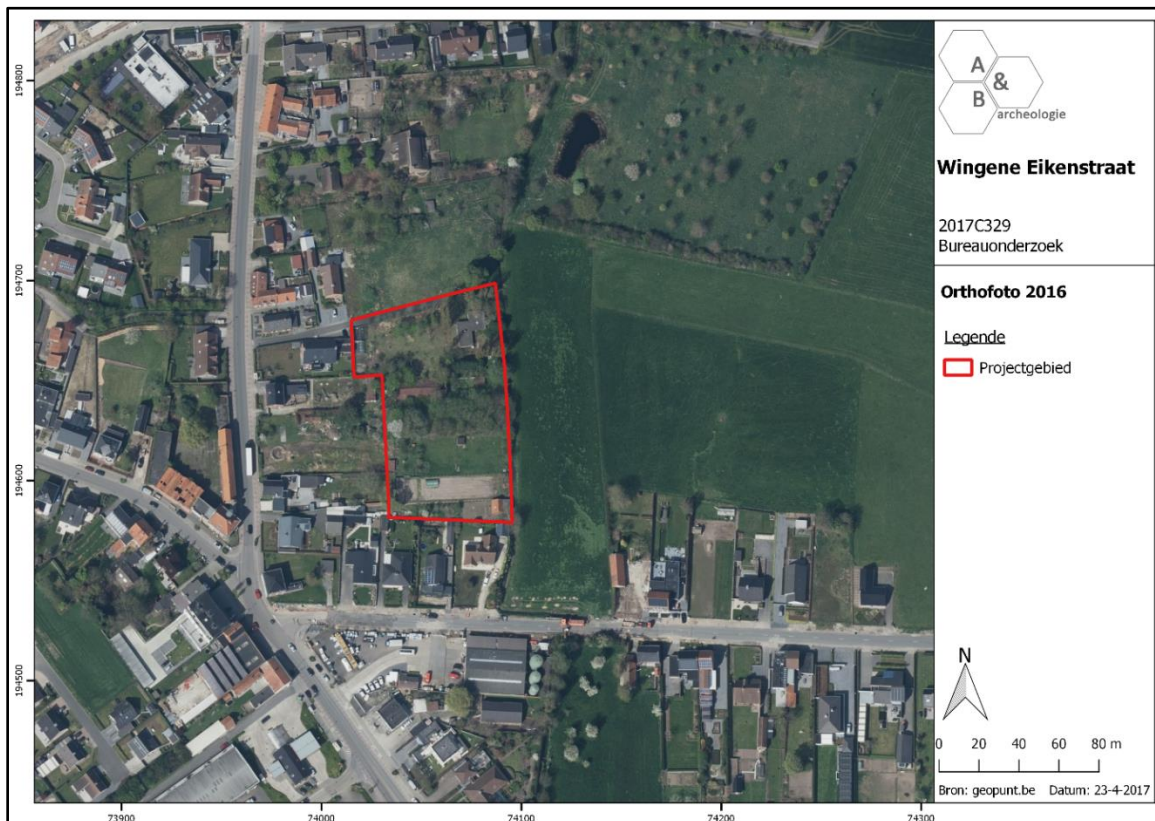 A &
B
archeologie
Wingene Eikenstraat
2017C329
Bureauonderzoek
Orthofoto 2016
Legende
Projectgebied
N
0 20 40 60 80 m
Bron: geopunt.be Datum: 23-4-2017
194800
194700
194600
194500
73900 74000 74100 74200 74300